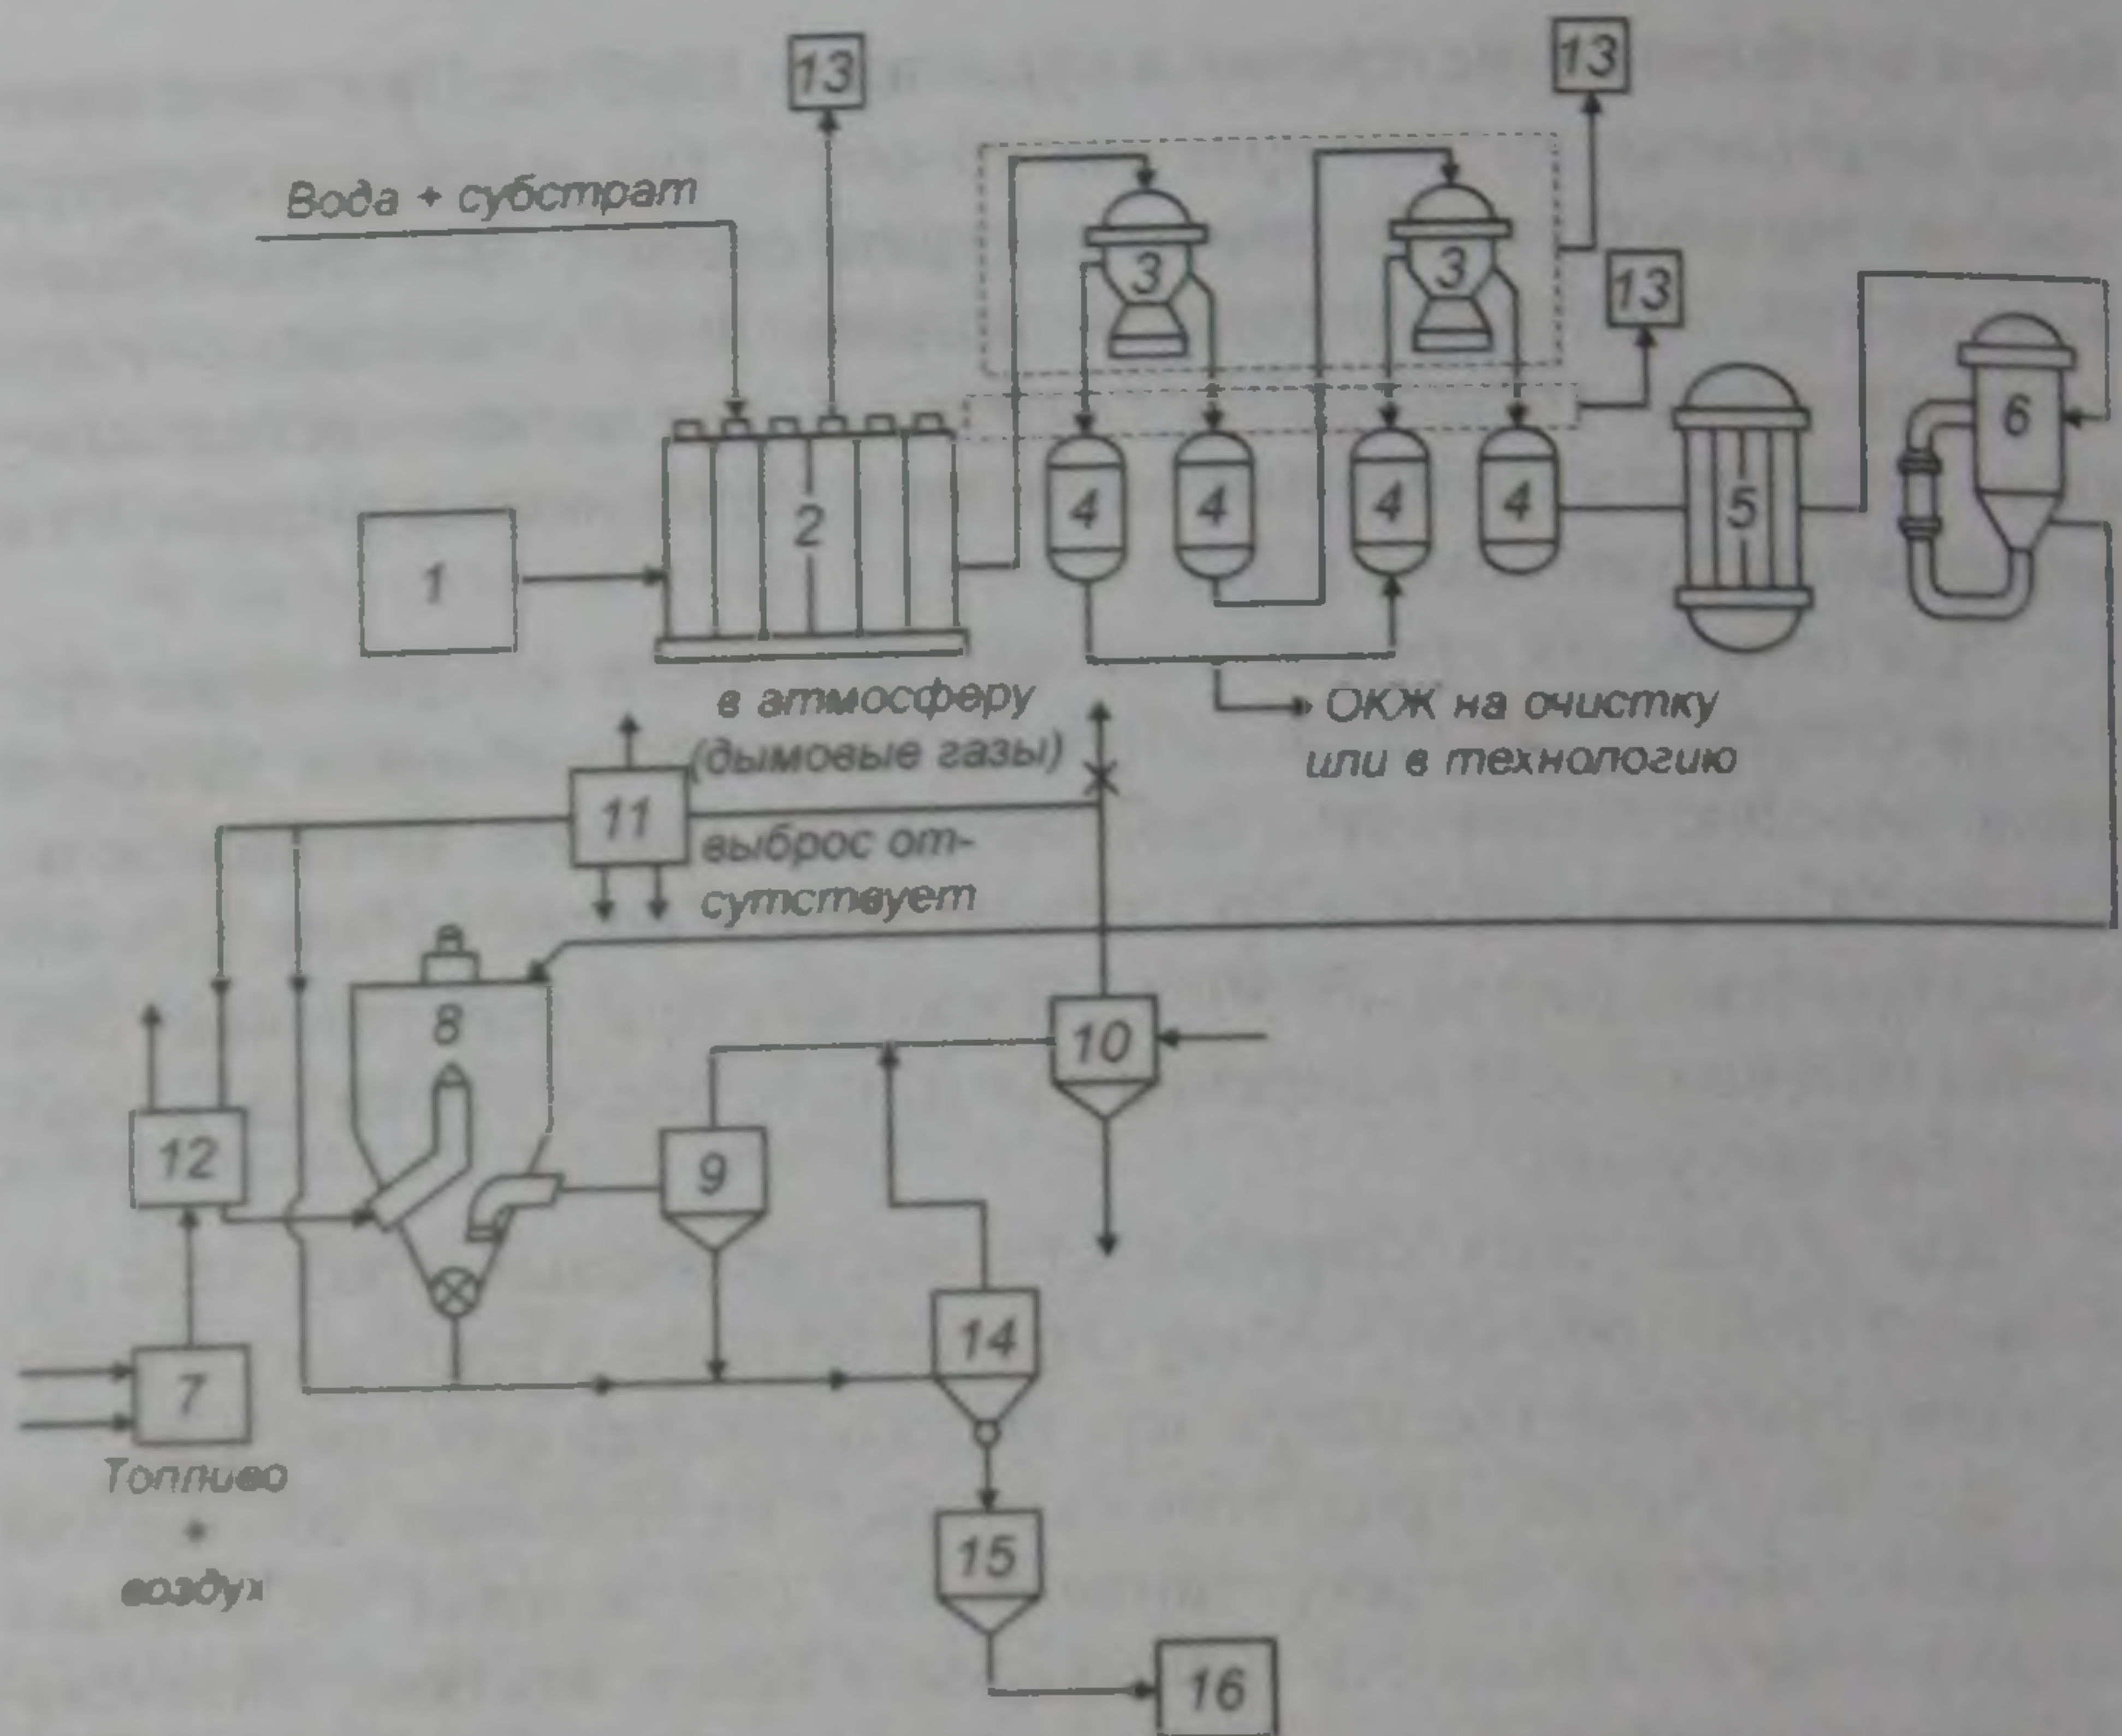 13
13
Вода + субстрат
3
3
13
6
2
4
4
4
4
5
1
в атмосферу
(дымовые газы)
ОКЖ на очистку
или в технологию
11
выброс от-
сутствует
8
10
12
9
14
7
Топливо
+
воздух
15
16